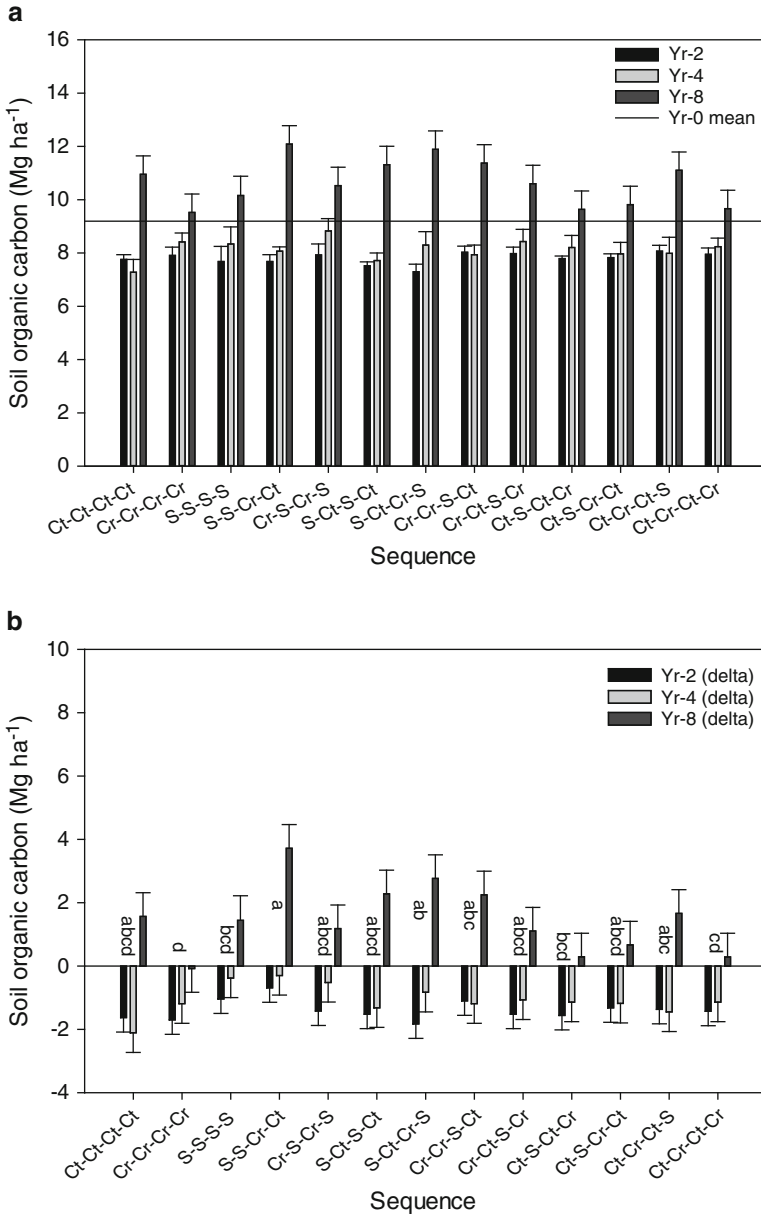 a
16
14
12
10
8
6
4
2
0
Soil organic carbon (Mg ha⁻¹)
Yr-2
Yr-4
Yr-8
Yr-0 mean
Ct-Ct-Ct-Ct
Cr-Cr-Cr-Cr
S-S-S-S
S-S-Cr-Ct
Cr-S-Cr-S
S-Ct-S-Ct
S-Ct-Cr-S
Cr-Cr-S-Ct
Cr-Ct-S-Cr
Ct-S-Ct-Cr
Ct-S-Cr-Ct
Ct-Cr-Ct-S
Ct-Cr-Ct-Cr
Sequence
b
10
8
6
4
2
0
-2
-4
Soil organic carbon (Mg ha⁻¹)
Yr-2 (delta)
Yr-4 (delta)
Yr-8 (delta)
abcd
d
bcd
a
abcd
abcd
ab
abc
abcd
bcd
abcd
abc
cd
Ct-Ct-Ct-Ct
Cr-Cr-Cr-Cr
S-S-S-S
S-S-Cr-Ct
Cr-S-Cr-S
S-Ct-S-Ct
S-Ct-Cr-S
Cr-Cr-S-Ct
Cr-Ct-S-Cr
Ct-S-Ct-Cr
Ct-S-Cr-Ct
Ct-Cr-Ct-S
Ct-Cr-Ct-Cr
Sequence